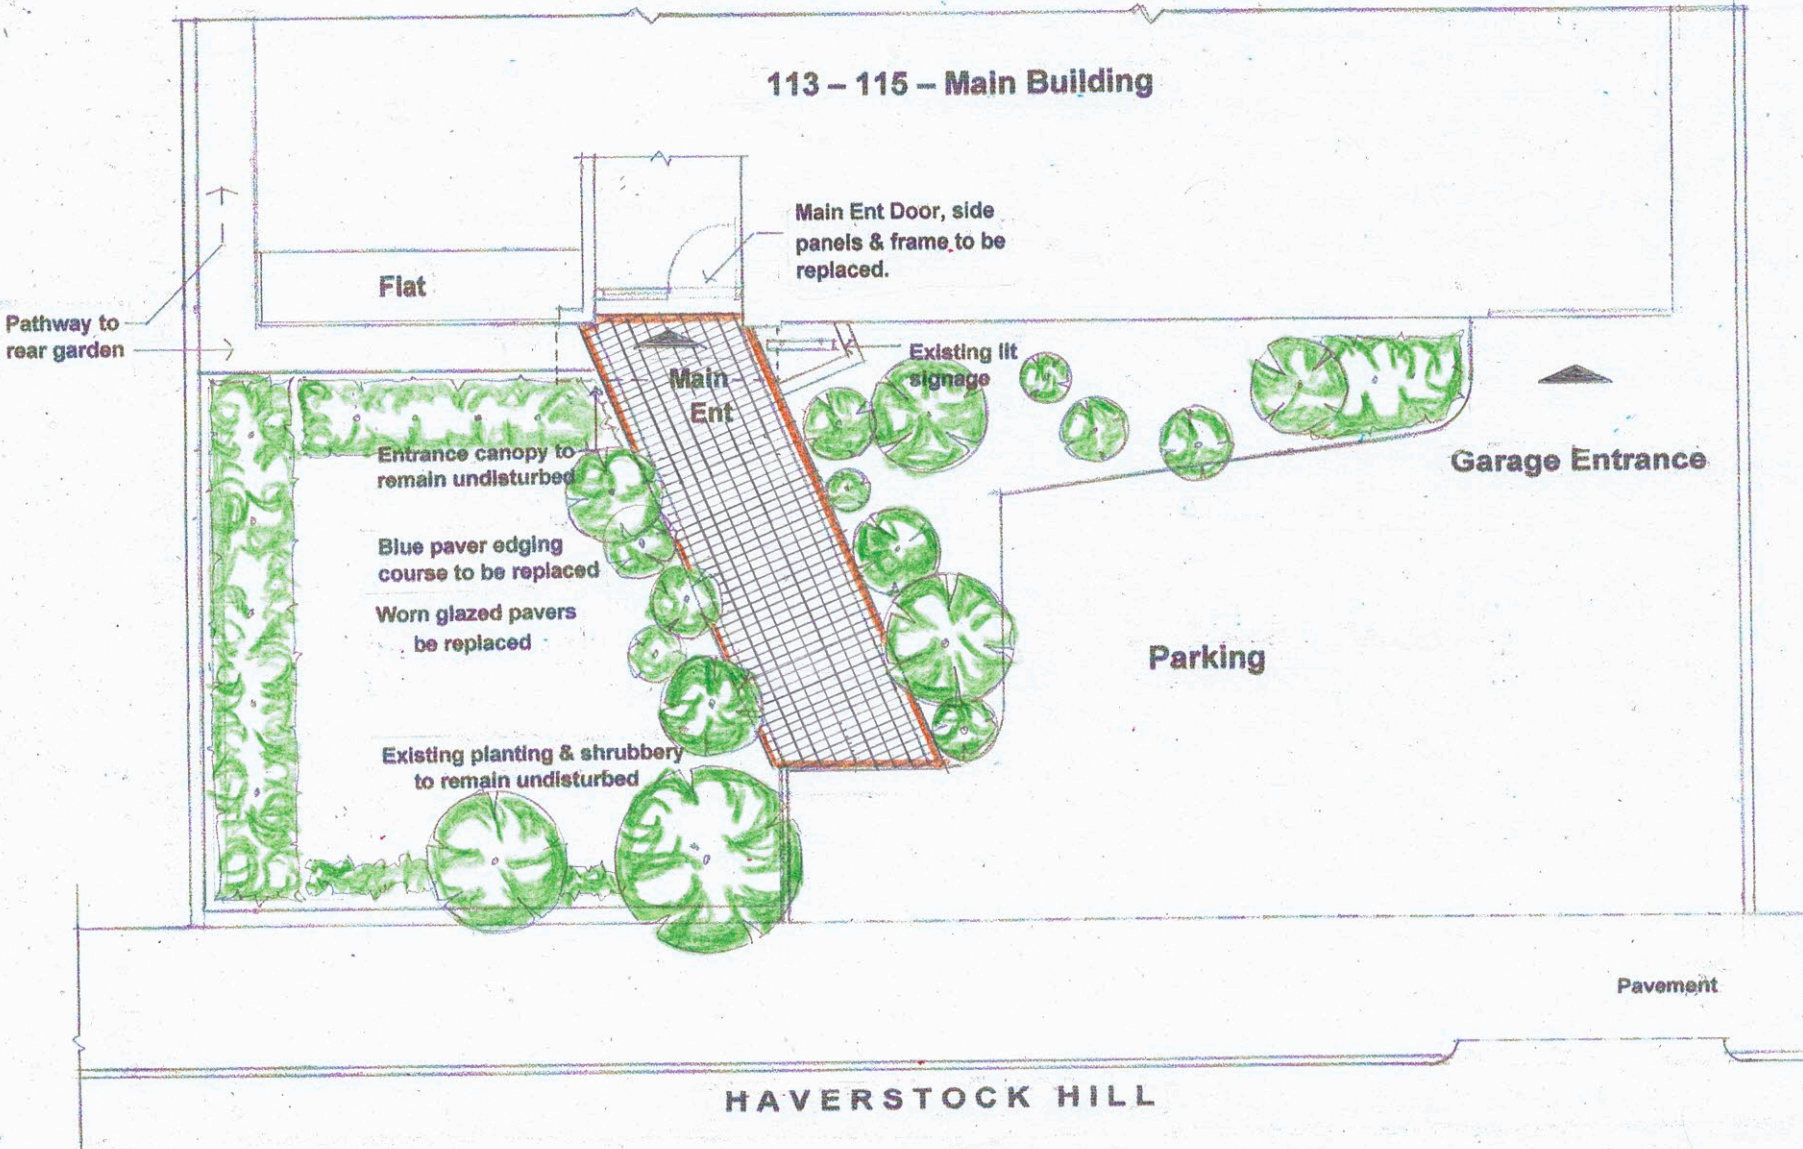 113 – 115 – Main Building
Main Ent Door, side
panels & frame to be
replaced.
Flat
Pathway to
rear garden
Existing lit
signage
Main
Ent
Entrance canopy to
remain undisturbed
Garage Entrance
Blue paver edging
course to be replaced
Worn glazed pavers
be replaced
Parking
Existing planting & shrubbery
to remain undisturbed
Pavement
HAVERSTOCK HILL